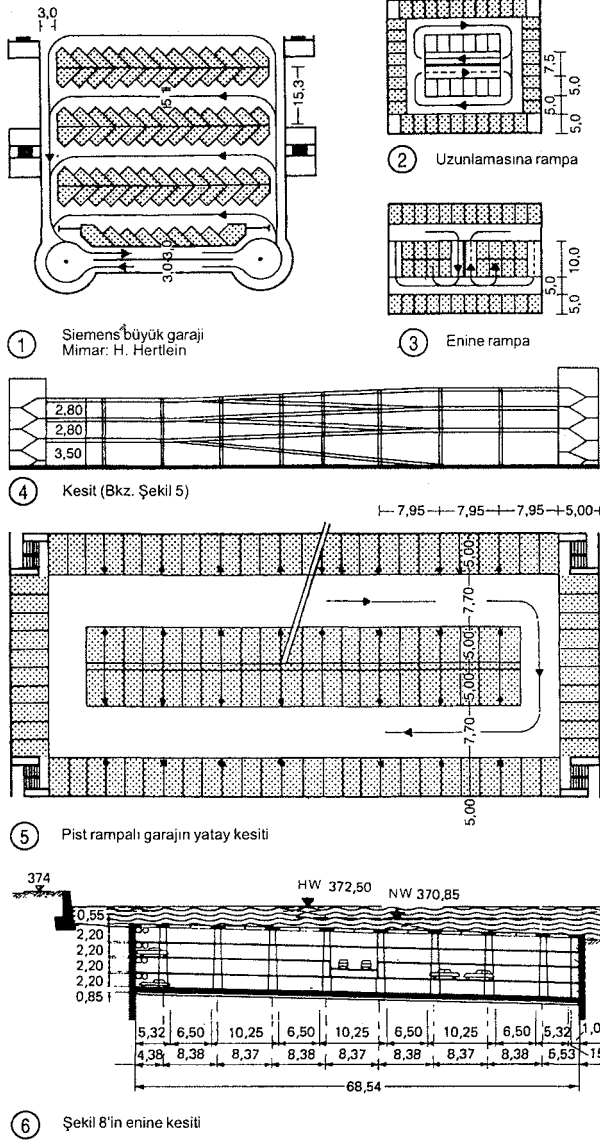 3,0
15,11
15,3
3,0
3,0
1 Siemens büyük garaji
Mimar: H. Hertlein
7,5
5,0
5,0
5,0
2 Uzunlamasına rampa
10,0
5,0
5,0
3 Enine rampa
2,80
2,80
3,50
4 Kesit (Bkz. Şekil 5)
7,95 7,95 7,95 5,00
5,00
7,70
5,00
5,00
7,70
5,00
5 Pist rampalı garajın yatay kesiti
374
HW 372,50 NW 370,85
0,55
2,20
2,20
2,20
0,85
5,32 6,50 10,25 6,50 10,25 6,50 10,25 6,50 5,32 1,0
4,38 8,38 8,37 8,38 8,37 8,38 8,37 8,38 6,53 15
68,54
6 Şekil 8'in enine kesiti